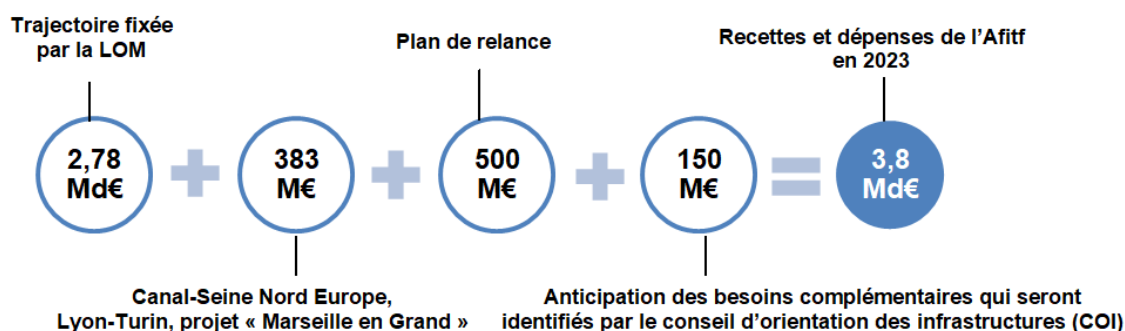 Trajectoire fixée
par la LOM
Plan de relance
Recettes et dépenses de l'Afitf
en 2023
2,78
Md€
383
M€
500
M€
150
M€
3,8
Md€
Canal-Seine Nord Europe,
Lyon-Turin, projet « Marseille en Grand »
Anticipation des besoins complémentaires qui seront
identifiés par le conseil d'orientation des infrastructures (COI)